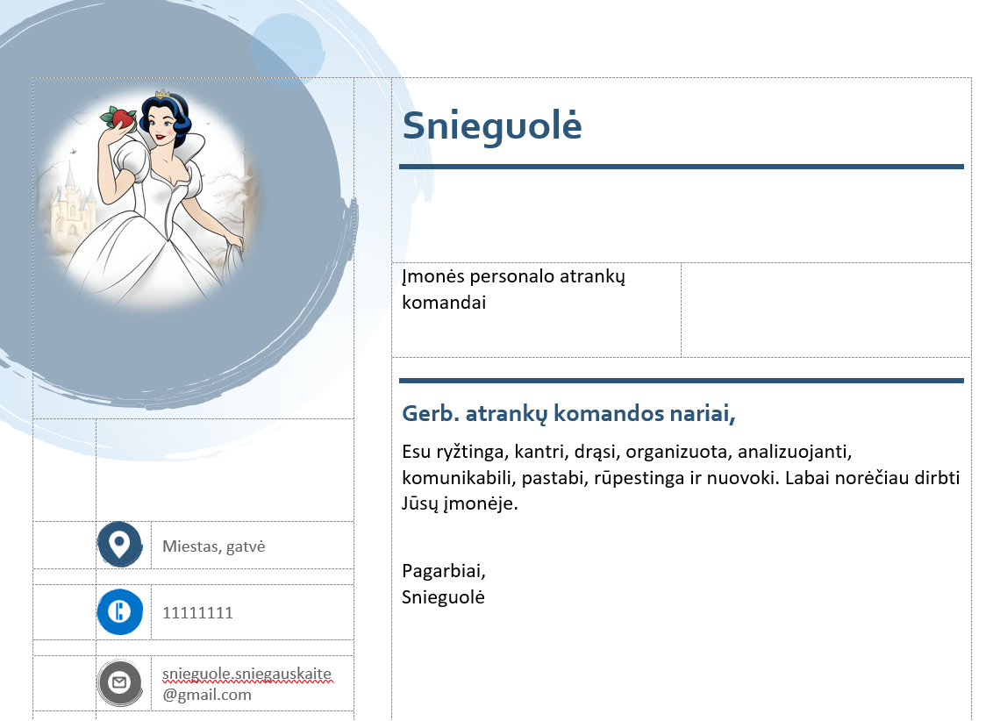 Snieguolė
Įmonės personalo atrankų
komandai
Gerb. atrankų komandos nariai,
Esu ryžtinga, kantri, drąsi, organizuota, analizuojanti,
komunikabili, pastabi, rūpestinga ir nuovoki. Labai norėčiau dirbti
Jūsų įmonėje.
Pagarbiai,
Snieguolė
Miestas, gatvė
11111111
snieguole.sniegauskaite
@gmail.com